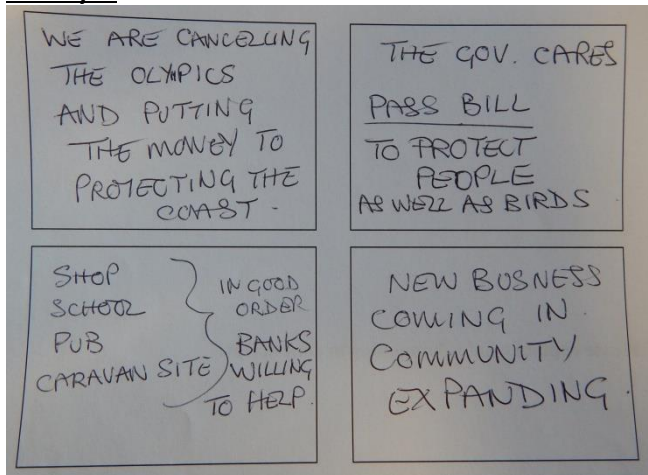 WE ARE CANCELLING
THE OLYMPICS
AND PUTTING
THE MONEY TO
PROTECTING THE
COAST.
THE GOV. CARES
PASS BILL
TO PROTECT
PEOPLE
AS WELL AS BIRDS
SHOP
SCHOOL
PUB
CARAVAN SITE
IN GOOD
ORDER
BANKS
WILLING
TO HELP.
NEW BUSNESS
COMING IN
COMMUNITY
EXPANDING.